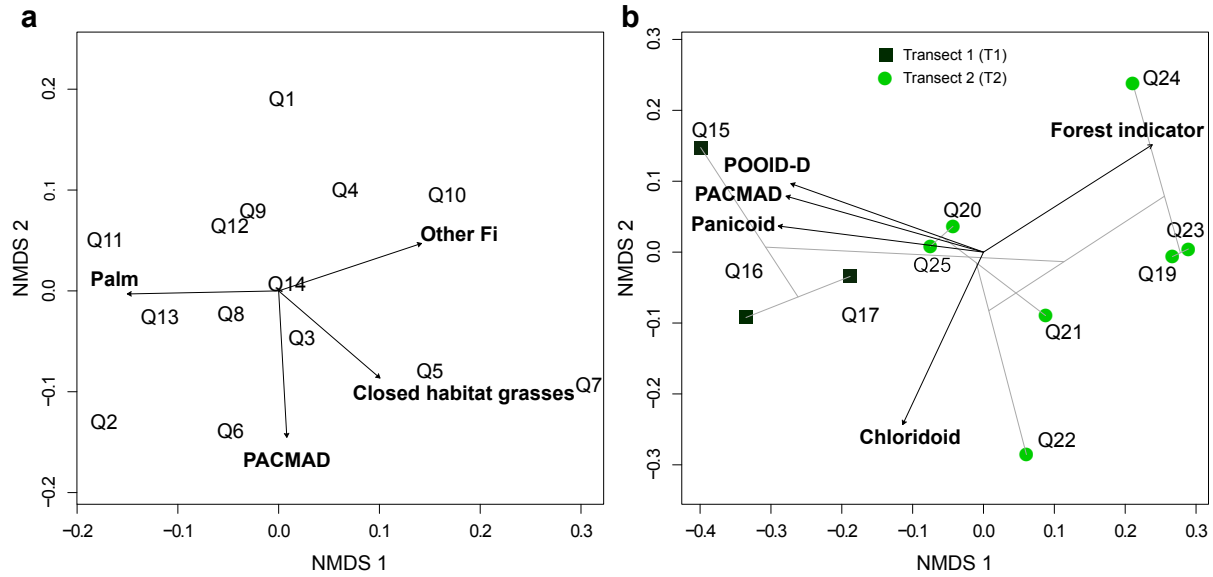 a
Q1
Q4
Q10
Q9
Q12
Q11
Other Fi
Palm
Q14
Q13
Q8
Q3
Q5
Q7
Closed habitat grasses
Q2
Q6
PACMAD
0.2
0.1
0.0
−0.1
−0.2
NMDS 2
−0.2
−0.1
0.0
0.1
0.2
0.3
NMDS 1
b
Transect 1 (T1)
Transect 2 (T2)
Q24
Q15
Forest indicator
POOID-D
PACMAD
Panicoid
Q20
Q23
Q25
Q16
Q19
Q17
Q21
Chloridoid
Q22
0.3
0.2
0.1
0.0
−0.1
−0.2
−0.3
NMDS 2
−0.4
−0.3
−0.2
−0.1
0.0
0.1
0.2
0.3
NMDS 1